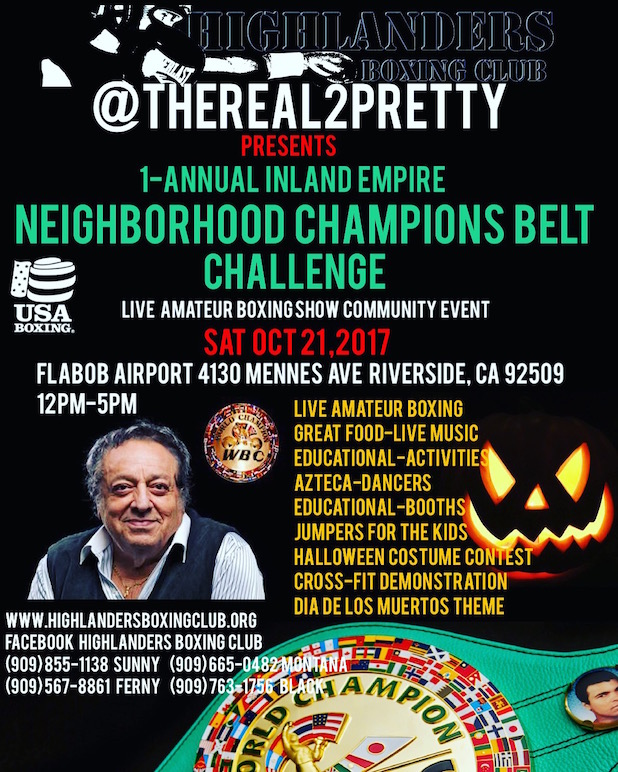 HIGHLANDERS
BOXING CLUB
EVERLAST
@THEREAL2PRETTY
PRESENTS
1-ANNUAL INLAND EMPIRE
NEIGHBORHOOD CHAMPIONS BELT
CHALLENGE
USA
BOXING®
LIVE AMATEUR BOXING SHOW COMMUNITY EVENT
SAT OCT 21,2017
FLABOB AIRPORT 4130 MENNES AVE RIVERSIDE, CA 92509
12PM-5PM
WORLD CHAMPION
WBC
LIVE AMATEUR BOXING
GREAT FOOD-LIVE MUSIC
EDUCATIONAL-ACTIVITIES
AZTECA-DANCERS
EDUCATIONAL-BOOTHS
JUMPERS FOR THE KIDS
HALLOWEEN COSTUME CONTEST
CROSS-FIT DEMONSTRATION
DIA DE LOS MUERTOS THEME
WWW.HIGHLANDERSBOXINGCLUB.ORG
FACEBOOK HIGHLANDERS BOXING CLUB
(909)855-1138 SUNNY (909)665-0482 MONTANA
(909)567-8861 FERNY (909)763-1756 BLACK
WORLD CHAMPION